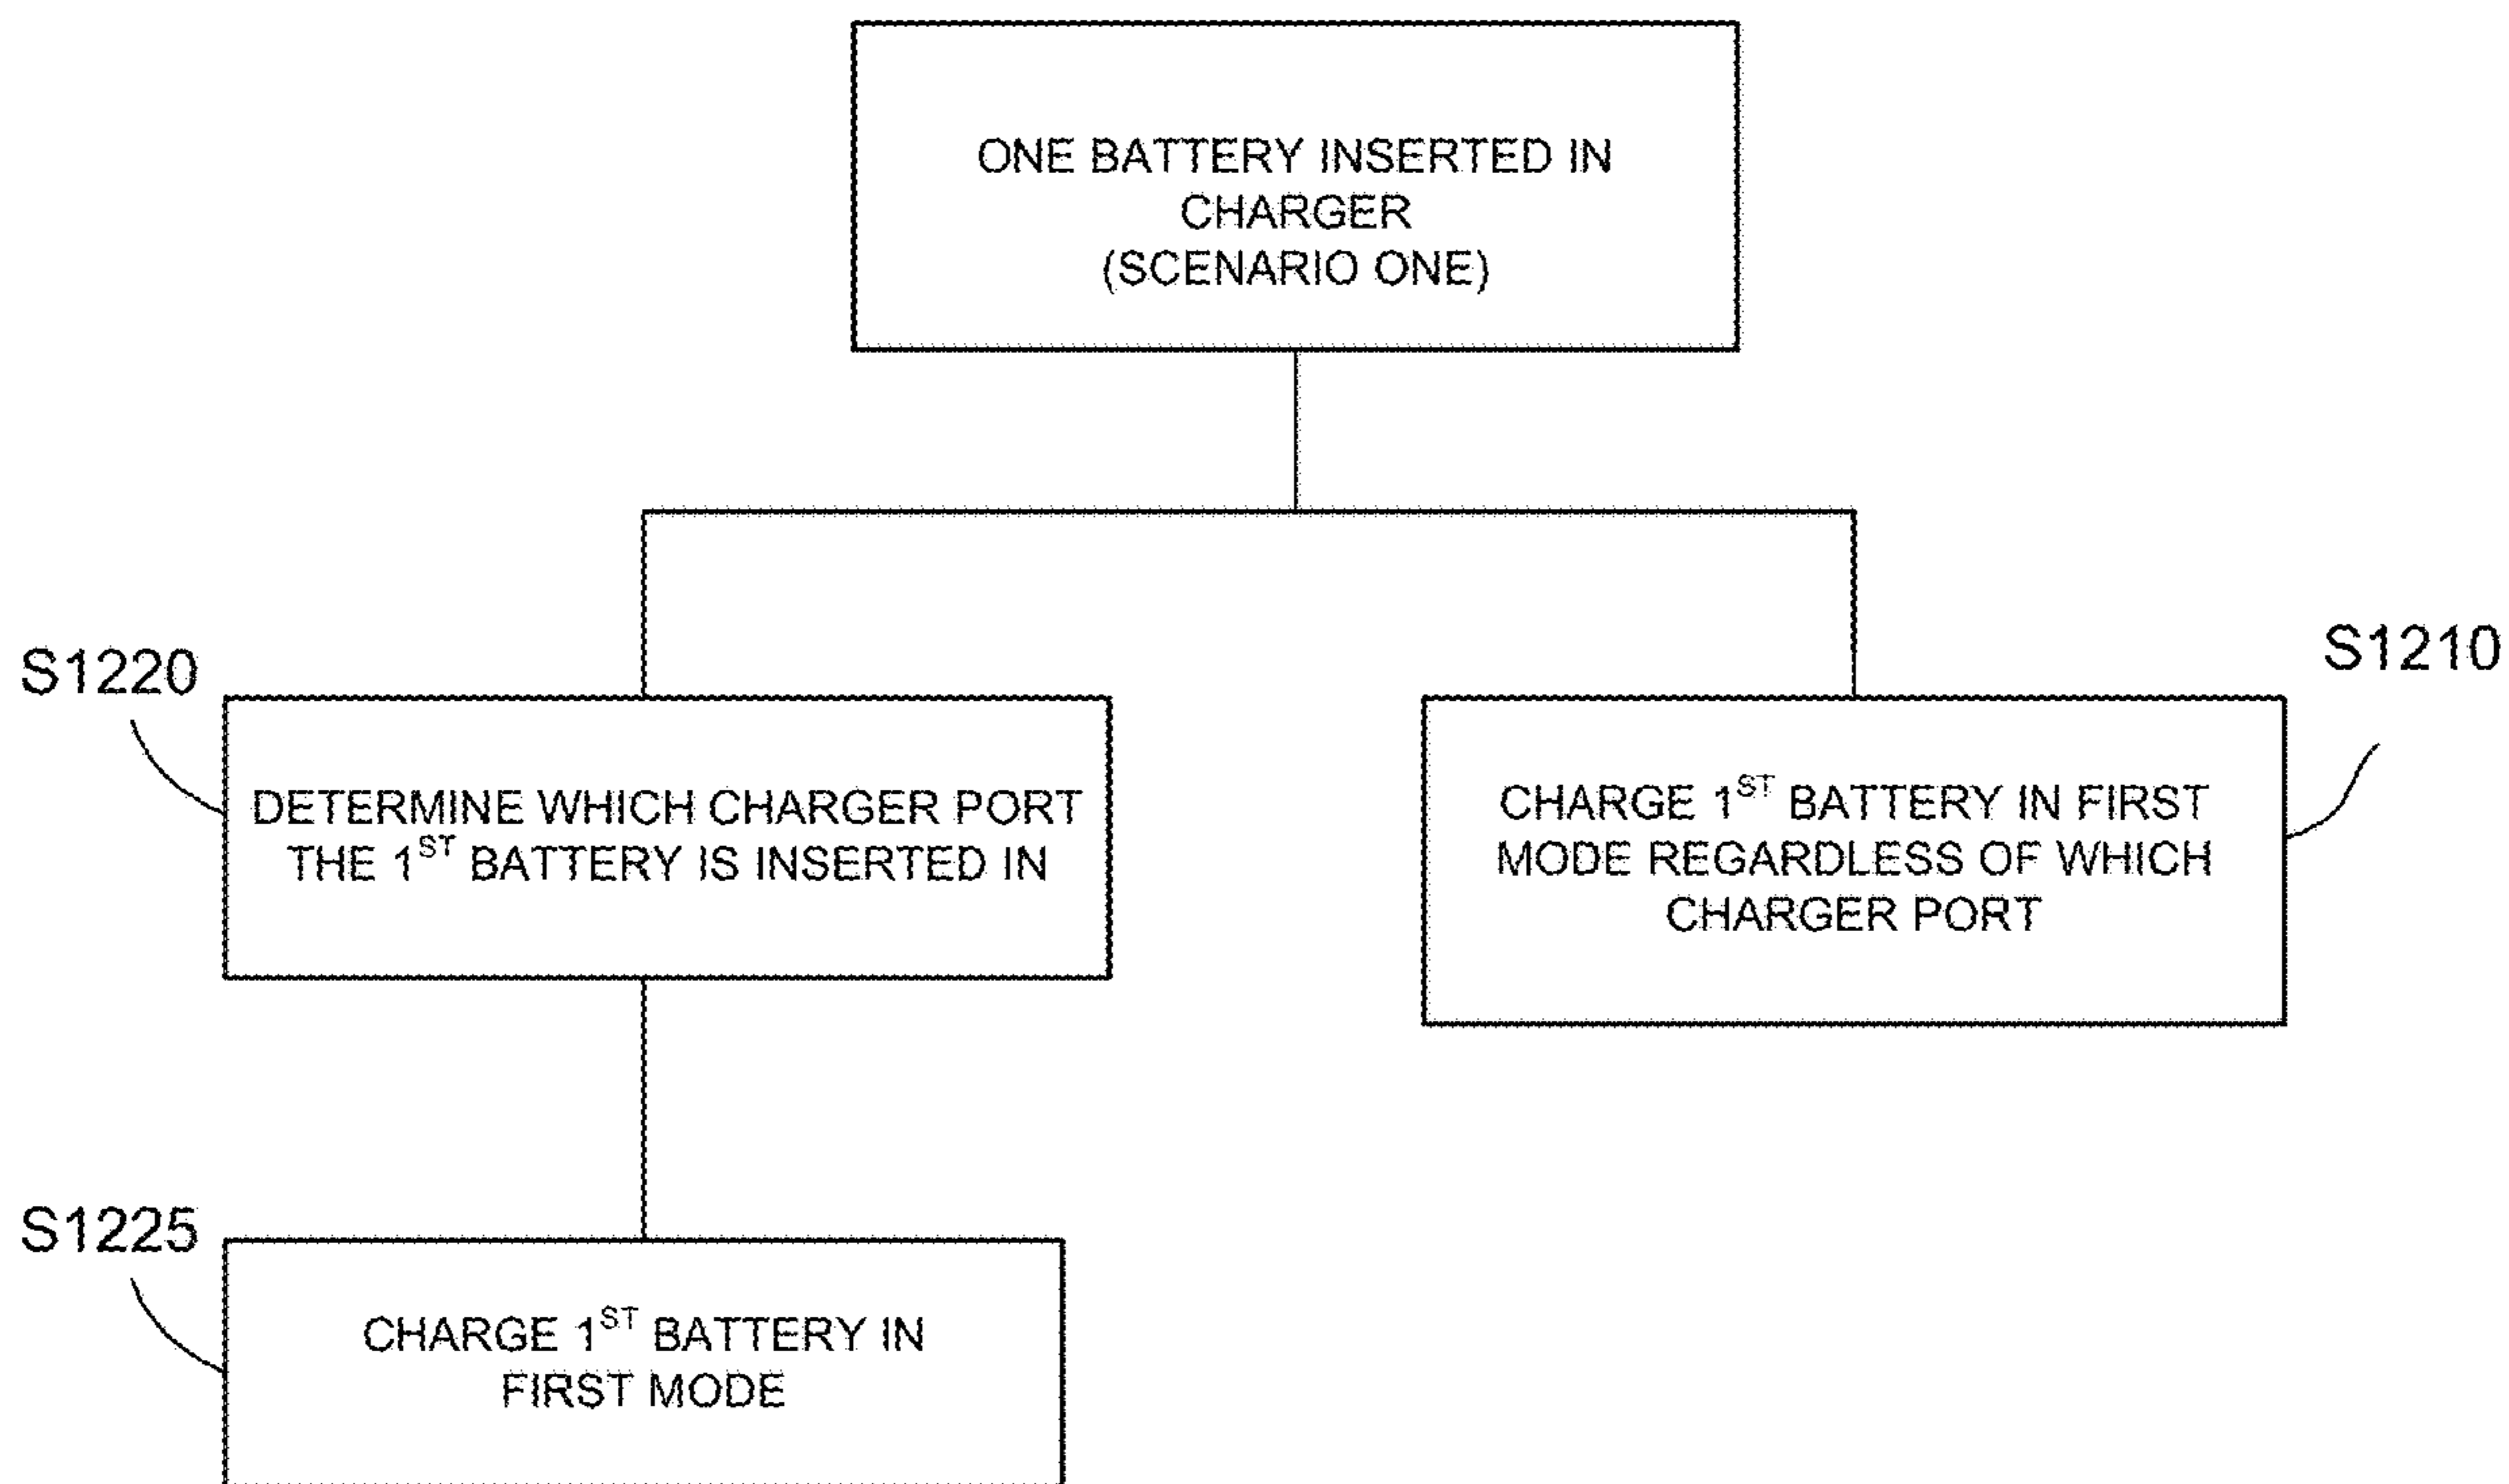 ONE BATTERY INSERTED IN
CHARGER
(SCENARIO ONE)
S1220
S1210
DETERMINE WHICH CHARGER PORT
THE 1ST BATTERY IS INSERTED IN
CHARGE 1ST BATTERY IN FIRST
MODE REGARDLESS OF WHICH
CHARGER PORT
S1225
CHARGE 1ST BATTERY IN
FIRST MODE